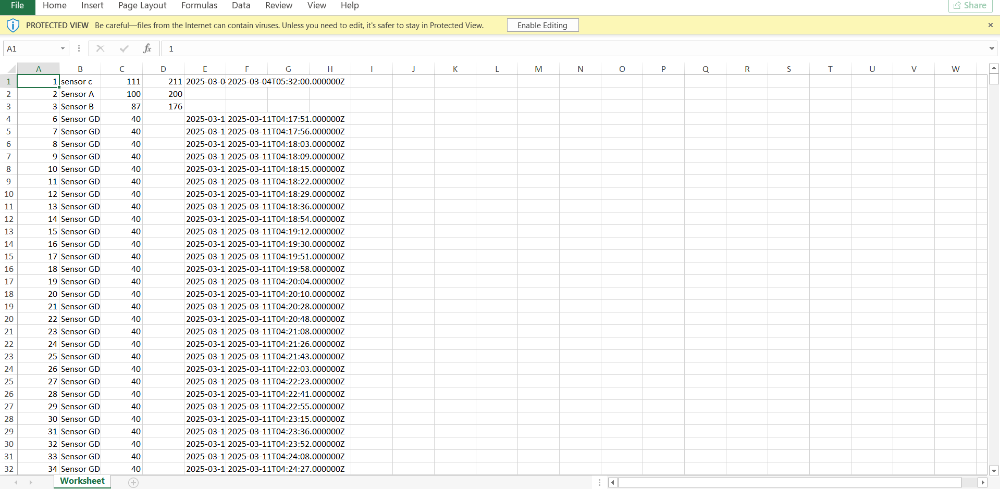 File Home Insert Page Layout Formulas Data Review View Help Share
PROTECTED VIEW Be careful—files from the Internet can contain viruses. Unless you need to edit, it's safer to stay in Protected View. Enable Editing
A1 fx 1
A B C D E F G H I J K L M N O P Q R S T U V W
1 1 sensor c 111 211 2025-03-0 2025-03-04T05:32:00.000000Z
2 2 Sensor A 100 200
3 3 Sensor B 87 176
4 6 Sensor GD 40 2025-03-1 2025-03-11T04:17:51.000000Z
5 7 Sensor GD 40 2025-03-1 2025-03-11T04:17:56.000000Z
6 8 Sensor GD 40 2025-03-1 2025-03-11T04:18:03.000000Z
7 9 Sensor GD 40 2025-03-1 2025-03-11T04:18:09.000000Z
8 10 Sensor GD 40 2025-03-1 2025-03-11T04:18:15.000000Z
9 11 Sensor GD 40 2025-03-1 2025-03-11T04:18:22.000000Z
10 12 Sensor GD 40 2025-03-1 2025-03-11T04:18:29.000000Z
11 13 Sensor GD 40 2025-03-1 2025-03-11T04:18:36.000000Z
12 14 Sensor GD 40 2025-03-1 2025-03-11T04:18:54.000000Z
13 15 Sensor GD 40 2025-03-1 2025-03-11T04:19:12.000000Z
14 16 Sensor GD 40 2025-03-1 2025-03-11T04:19:30.000000Z
15 17 Sensor GD 40 2025-03-1 2025-03-11T04:19:51.000000Z
16 18 Sensor GD 40 2025-03-1 2025-03-11T04:19:58.000000Z
17 19 Sensor GD 40 2025-03-1 2025-03-11T04:20:04.000000Z
18 20 Sensor GD 40 2025-03-1 2025-03-11T04:20:10.000000Z
19 21 Sensor GD 40 2025-03-1 2025-03-11T04:20:28.000000Z
20 22 Sensor GD 40 2025-03-1 2025-03-11T04:20:48.000000Z
21 23 Sensor GD 40 2025-03-1 2025-03-11T04:21:08.000000Z
22 24 Sensor GD 40 2025-03-1 2025-03-11T04:21:26.000000Z
23 25 Sensor GD 40 2025-03-1 2025-03-11T04:21:43.000000Z
24 26 Sensor GD 40 2025-03-1 2025-03-11T04:22:03.000000Z
25 27 Sensor GD 40 2025-03-1 2025-03-11T04:22:23.000000Z
26 28 Sensor GD 40 2025-03-1 2025-03-11T04:22:41.000000Z
27 29 Sensor GD 40 2025-03-1 2025-03-11T04:22:55.000000Z
28 30 Sensor GD 40 2025-03-1 2025-03-11T04:23:15.000000Z
29 31 Sensor GD 40 2025-03-1 2025-03-11T04:23:36.000000Z
30 32 Sensor GD 40 2025-03-1 2025-03-11T04:23:52.000000Z
31 33 Sensor GD 40 2025-03-1 2025-03-11T04:24:08.000000Z
32 34 Sensor GD 40 2025-03-1 2025-03-11T04:24:27.000000Z
Worksheet